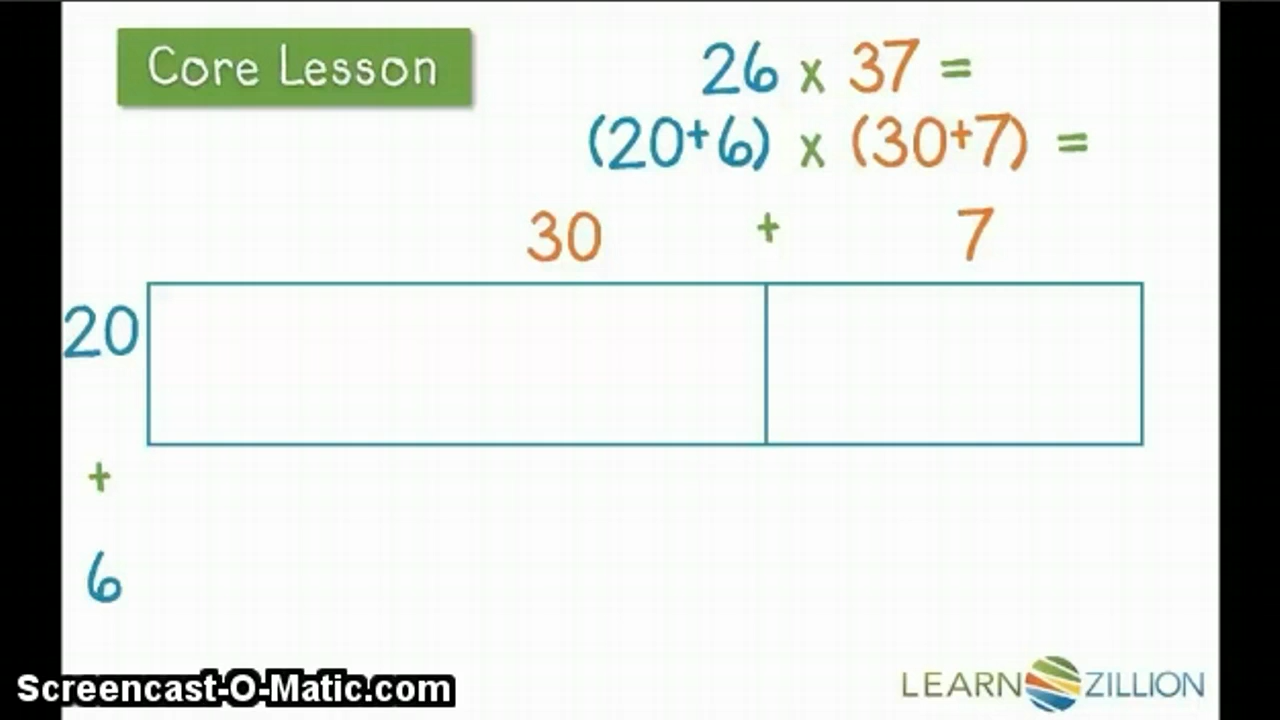 Core Lesson
26 x 37 =
(20+6) x (30+7) =
30 + 7
20
+
6
Screencast-O-Matic.com
LEARN ZILLION